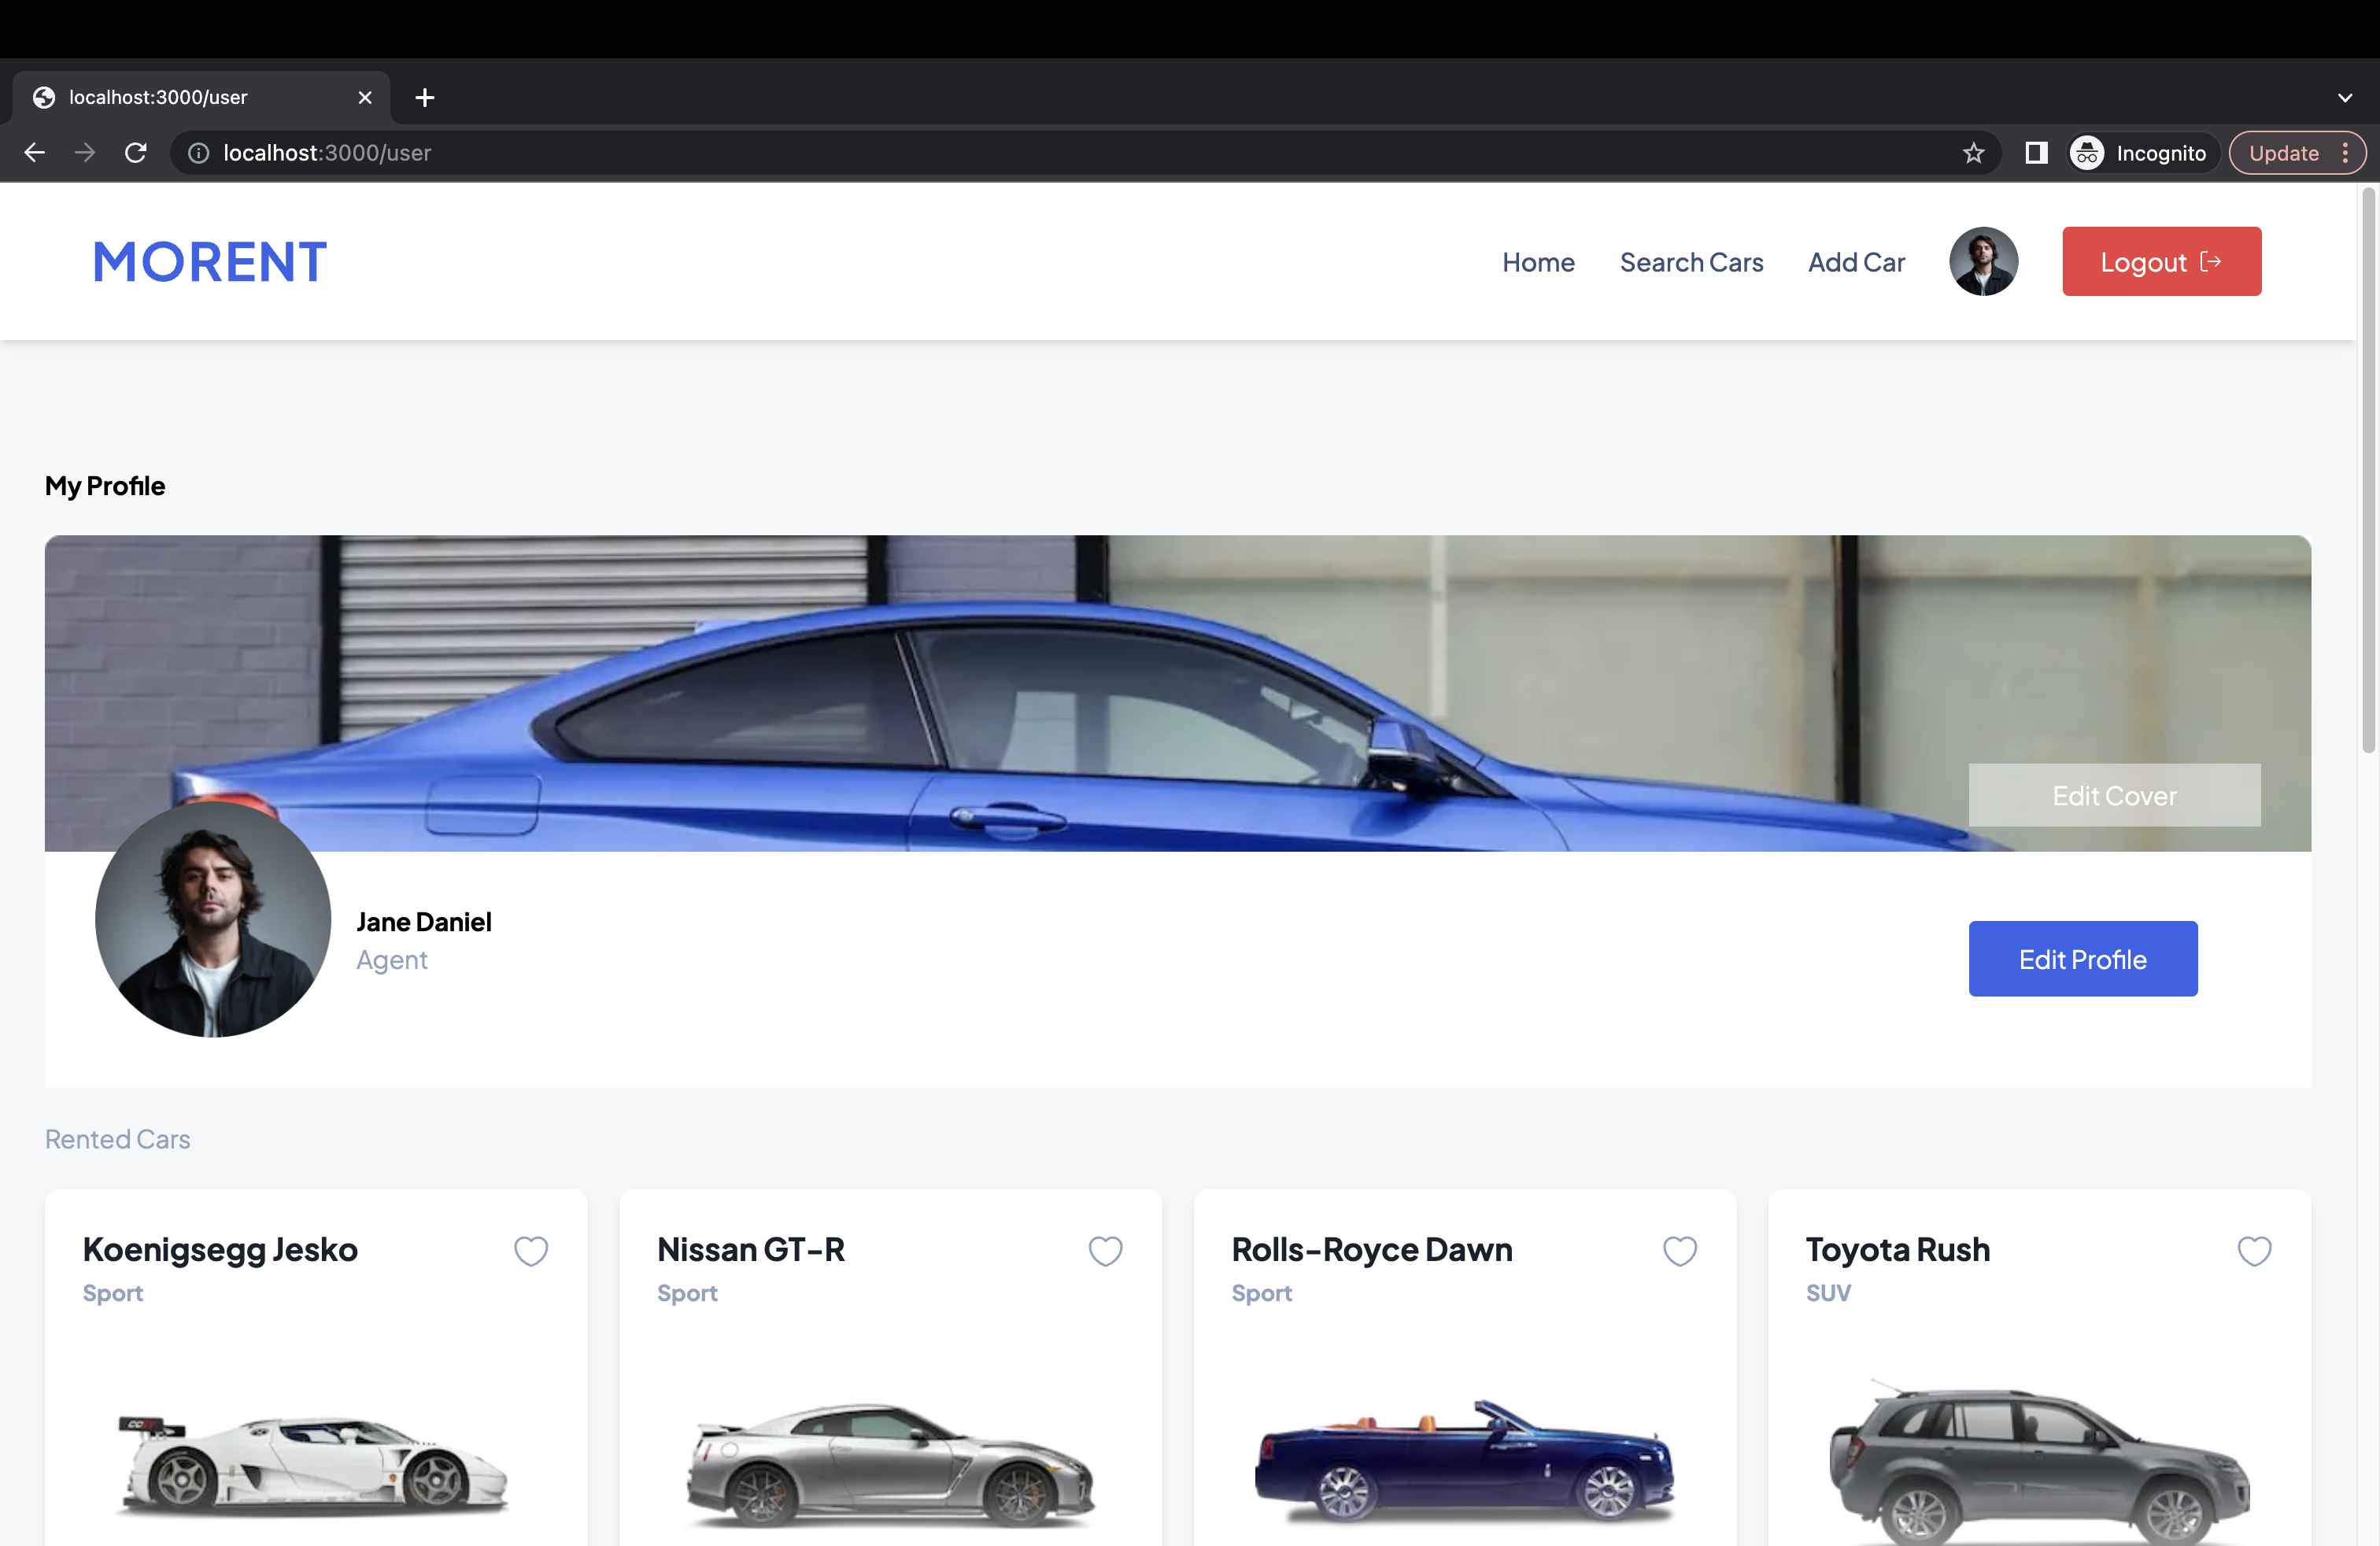 localhost:3000/user
localhost:3000/user
Incognito
Update
MORENT
Home
Search Cars
Add Car
Logout
My Profile
Edit Cover
Jane Daniel
Agent
Edit Profile
Rented Cars
Koenigsegg Jesko
Sport
Nissan GT-R
Sport
Rolls-Royce Dawn
Sport
Toyota Rush
SUV